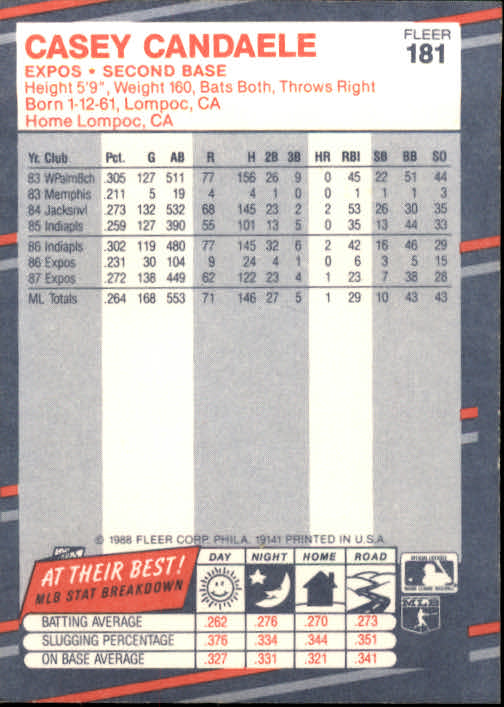 CASEY CANDAELE
FLEER
181
EXPOS • SECOND BASE
Height 5'9", Weight 160, Bats Both, Throws Right
Born 1-12-61, Lompoc, CA
Home Lompoc, CA
Yr. Club Pct. G AB R H 2B 3B HR RBI SB BB SO
83 WPalmBch .305 127 511 77 156 26 9 0 45 22 51 44
83 Memphis .211 5 19 4 4 1 0 0 1 1 1 3
84 Jacksnvl .273 132 532 68 145 23 2 2 53 26 30 35
85 Indiapls .259 127 390 55 101 13 5 0 35 13 44 33
86 Indiapls .302 119 480 77 145 32 6 2 42 16 46 29
86 Expos .231 30 104 9 24 4 1 0 6 3 5 15
87 Expos .272 138 449 62 122 23 4 1 23 7 38 28
ML Totals .264 168 553 71 146 27 5 1 29 10 43 43
© 1988 FLEER CORP. PHILA. 19141 PRINTED IN U.S.A.
AT THEIR BEST!
MLB STAT BREAKDOWN
DAY NIGHT HOME ROAD
BATTING AVERAGE .262 .276 .270 .273
SLUGGING PERCENTAGE .376 .334 .344 .351
ON BASE AVERAGE .327 .331 .321 .341
MLB